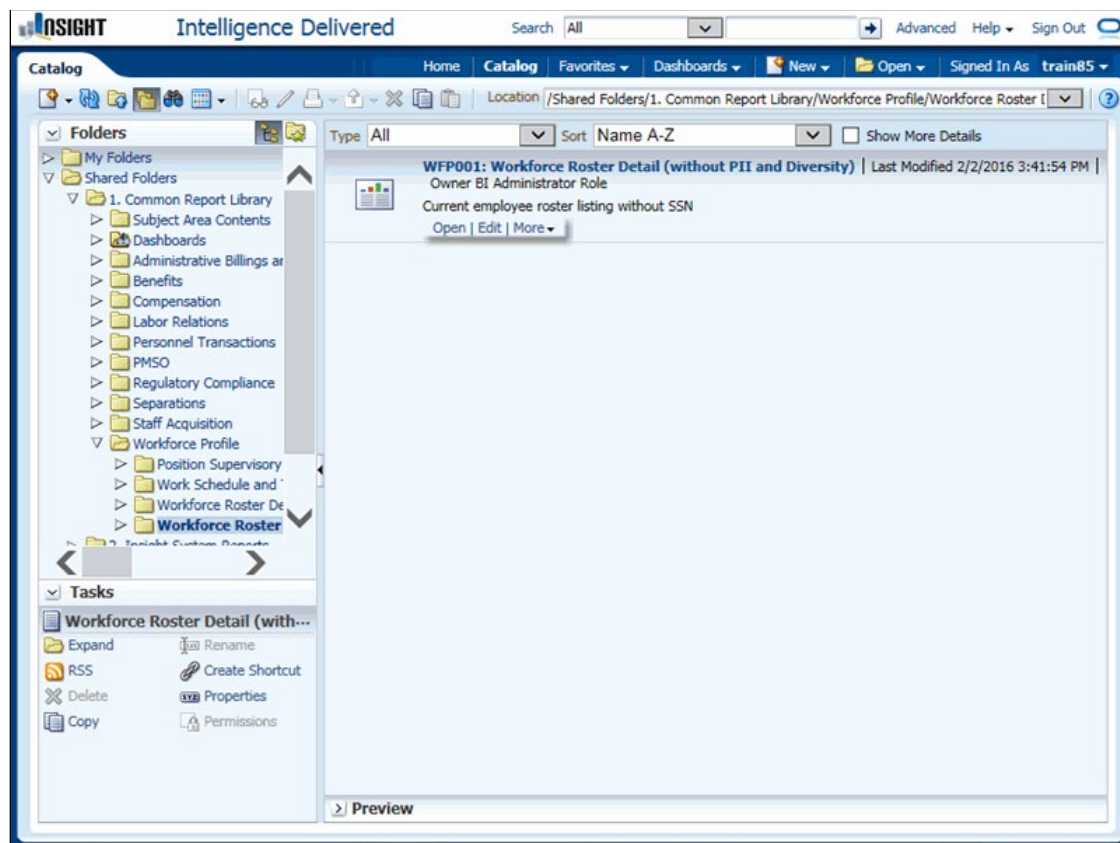 INSIGHT Intelligence Delivered Search All Advanced Help Sign Out
Catalog Home Catalog Favorites Dashboards New Open Signed In As train85
Location /Shared Folders/1. Common Report Library/Workforce Profile/Workforce Roster D
Folders
My Folders
Shared Folders
1. Common Report Library
Subject Area Contents
Dashboards
Administrative Billings ar
Benefits
Compensation
Labor Relations
Personnel Transactions
PMSO
Regulatory Compliance
Separations
Staff Acquisition
Workforce Profile
Position Supervisory
Work Schedule and
Workforce Roster De
Workforce Roster
2. Insight System Reports
Type All Sort Name A-Z Show More Details
WFP001: Workforce Roster Detail (without PII and Diversity) | Last Modified 2/2/2016 3:41:54 PM |
Owner BI Administrator Role
Current employee roster listing without SSN
Open | Edit | More
Tasks
Workforce Roster Detail (with...
Expand Rename
RSS Create Shortcut
Delete XYZ Properties
Copy Permissions
Preview